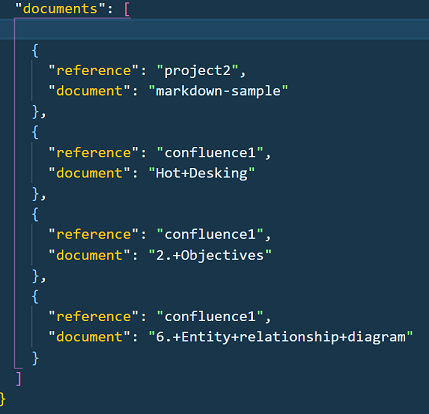 "documents": [
{
"reference": "project2",
"document": "markdown-sample"
},
{
"reference": "confluence1",
"document": "Hot+Desking"
},
{
"reference": "confluence1",
"document": "2.+Objectives"
},
{
"reference": "confluence1",
"document": "6.+Entity+relationship+diagram"
}
]
}